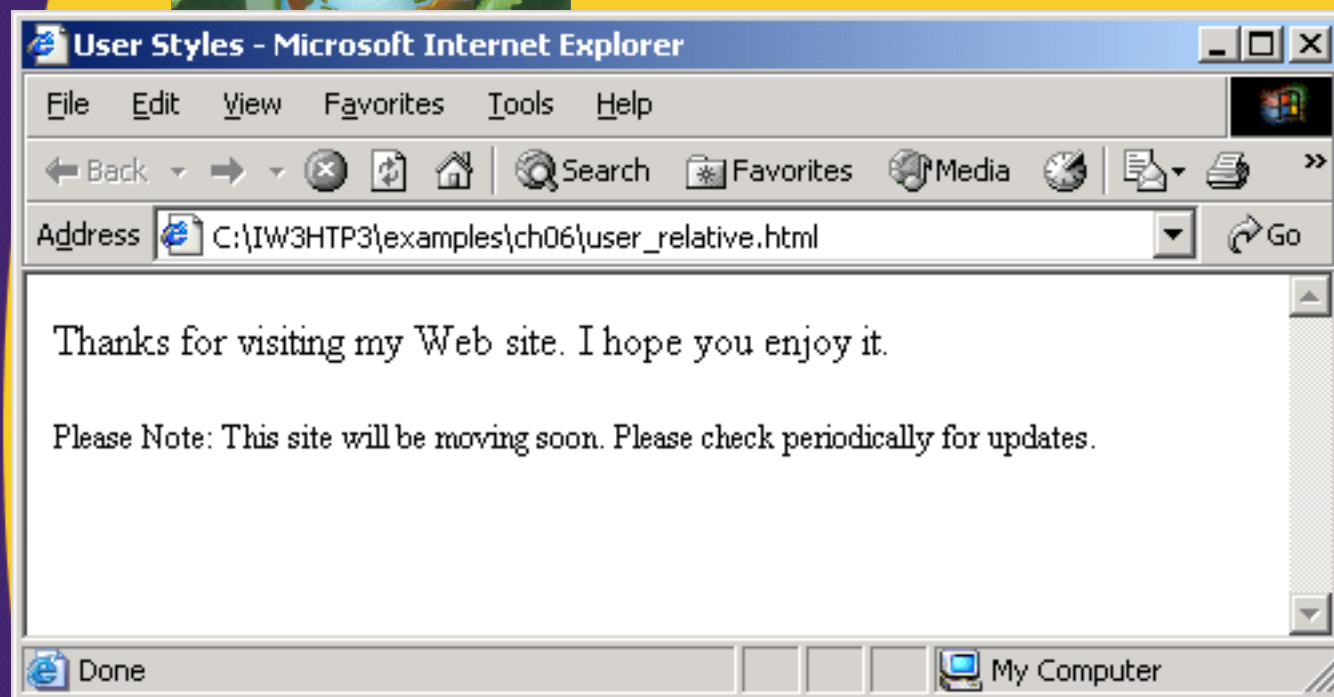 User Styles - Microsoft Internet Explorer
File Edit View Favorites Tools Help
Back Search Favorites Media »
Address C:\IW3HTP3\examples\ch06\user_relative.html Go
Thanks for visiting my Web site. I hope you enjoy it.
Please Note: This site will be moving soon. Please check periodically for updates.
Done My Computer